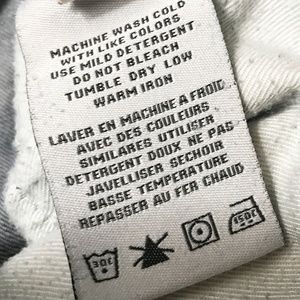 MACHINE WASH COLD
WITH LIKE COLORS
USE MILD DETERGENT
DO NOT BLEACH
TUMBLE DRY LOW
WARM IRON
LAVER EN MACHINE A FROID
AVEC DES COULEURS
SIMILAIRES UTILISER
DETERGENT DOUX NE PAS
JAVELLISER SECHOIR
BASSE TEMPERATURE
REPASSER AU FER CHAUD